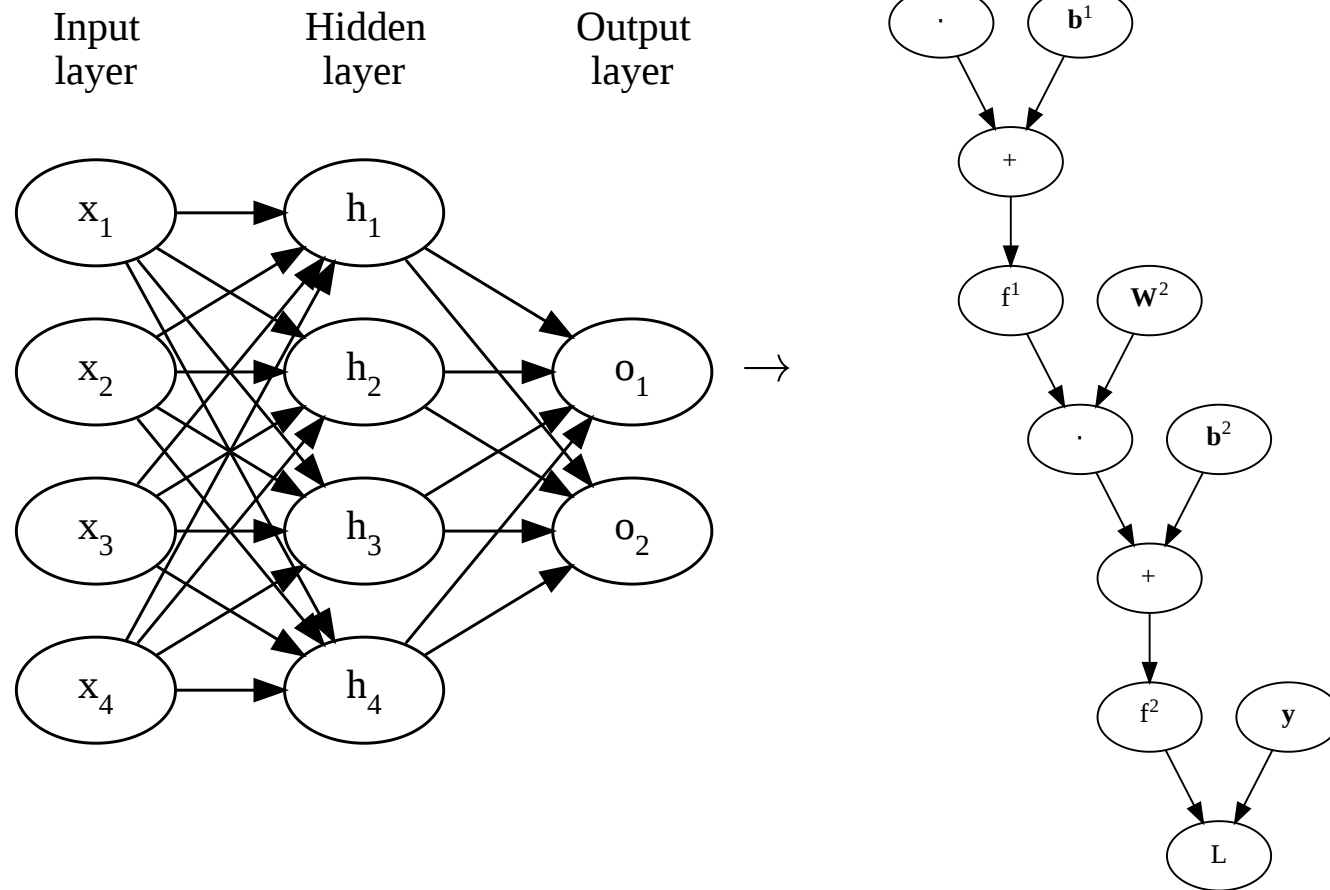 Input layer
Hidden layer
Output layer
x₁
h₁
x₂
h₂
o₁
x₃
h₃
o₂
x₄
h₄
→
·
b¹
+
f¹
W²
·
b²
+
f²
y
L